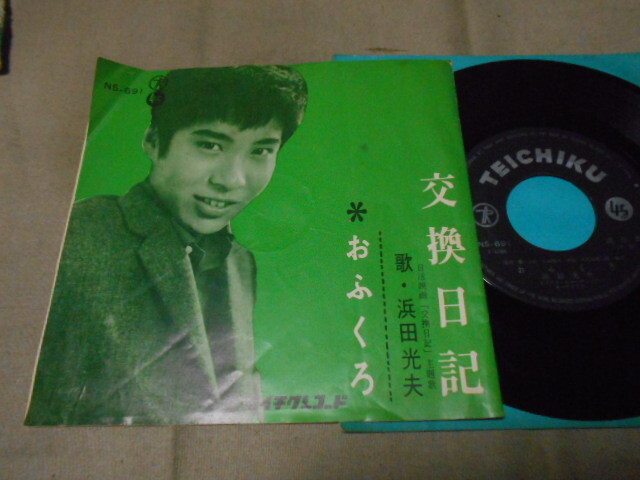 NS-691
交換日記
日活映画「交換日記」主題歌
歌・浜田光夫
*おふくろ
イチクレコード
TEICHIKU
45
NS-691